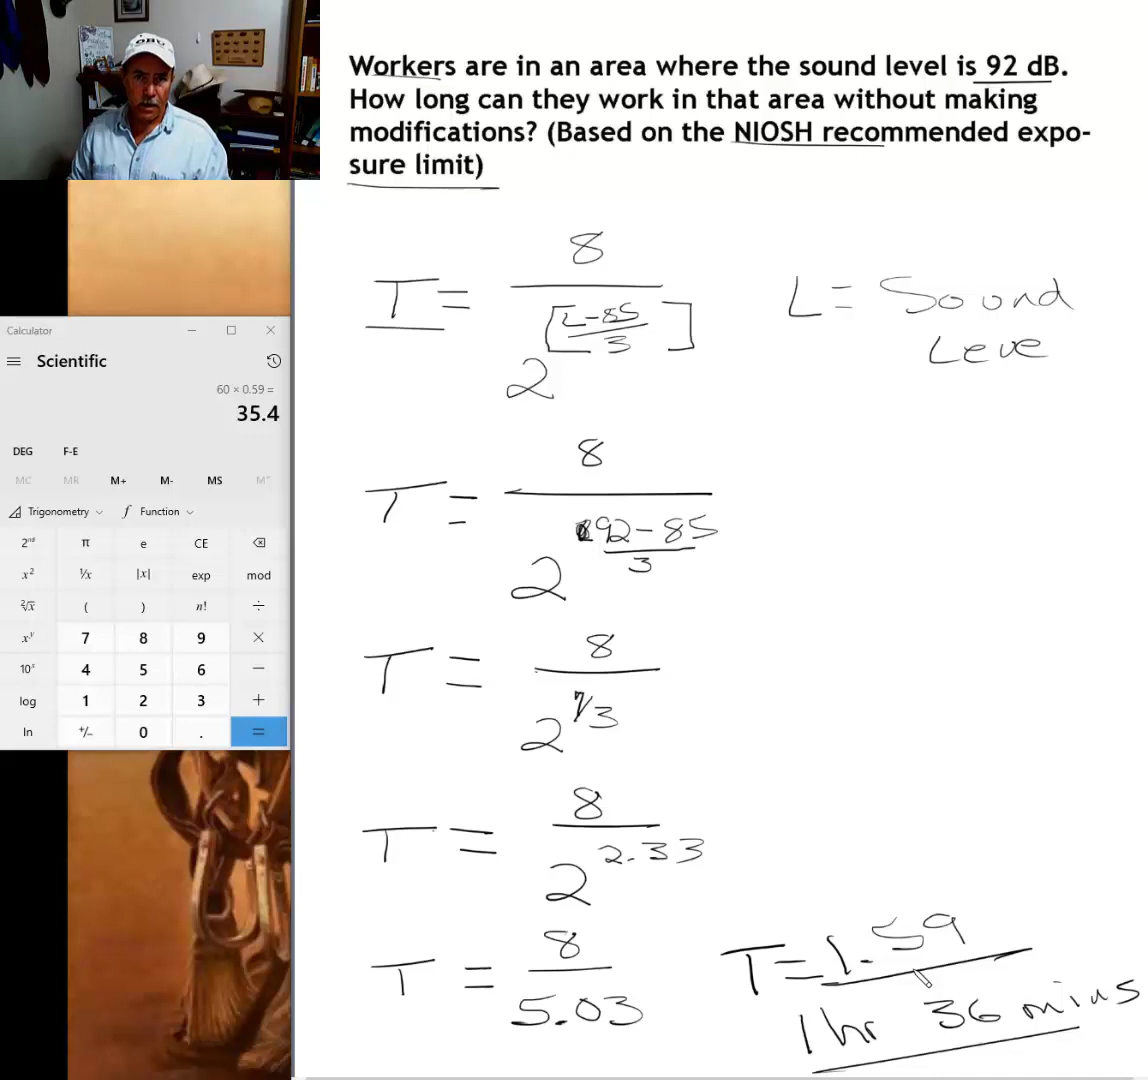 OBU
Workers are in an area where the sound level is 92 dB.
How long can they work in that area without making
modifications? (Based on the NIOSH recommended expo-
sure limit)
T = 8 / 2^[L-85/3]
L = Sound
Level
T = 8 / 2^92-85/3
T = 8 / 2^7/3
T = 8 / 2^2.33
T = 8 / 5.03
T = 1.59
1 hr 36 mins
Calculator
Scientific
60 × 0.59 =
35.4
DEG F-E
MC MR M+ M- MS M˅
Trigonometry f Function
2ⁿᵈ π e CE
x² ¹/x |x| exp mod
²√x ( ) n! ÷
xʸ 7 8 9 ×
10ˣ 4 5 6 −
log 1 2 3 +
ln +/- 0 . =